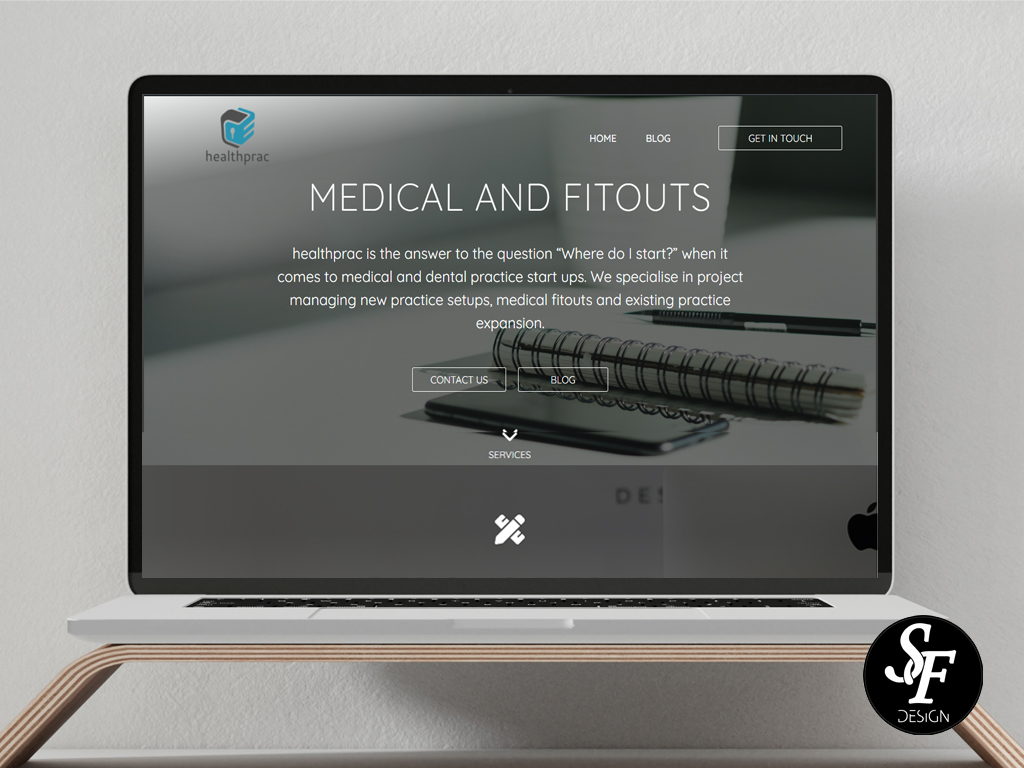 healthprac
HOME BLOG GET IN TOUCH
MEDICAL AND FITOUTS
healthprac is the answer to the question “Where do I start?” when it
comes to medical and dental practice start ups. We specialise in project
managing new practice setups, medical fitouts and existing practice
expansion.
CONTACT US BLOG
SERVICES
DES
SF
DESIGN